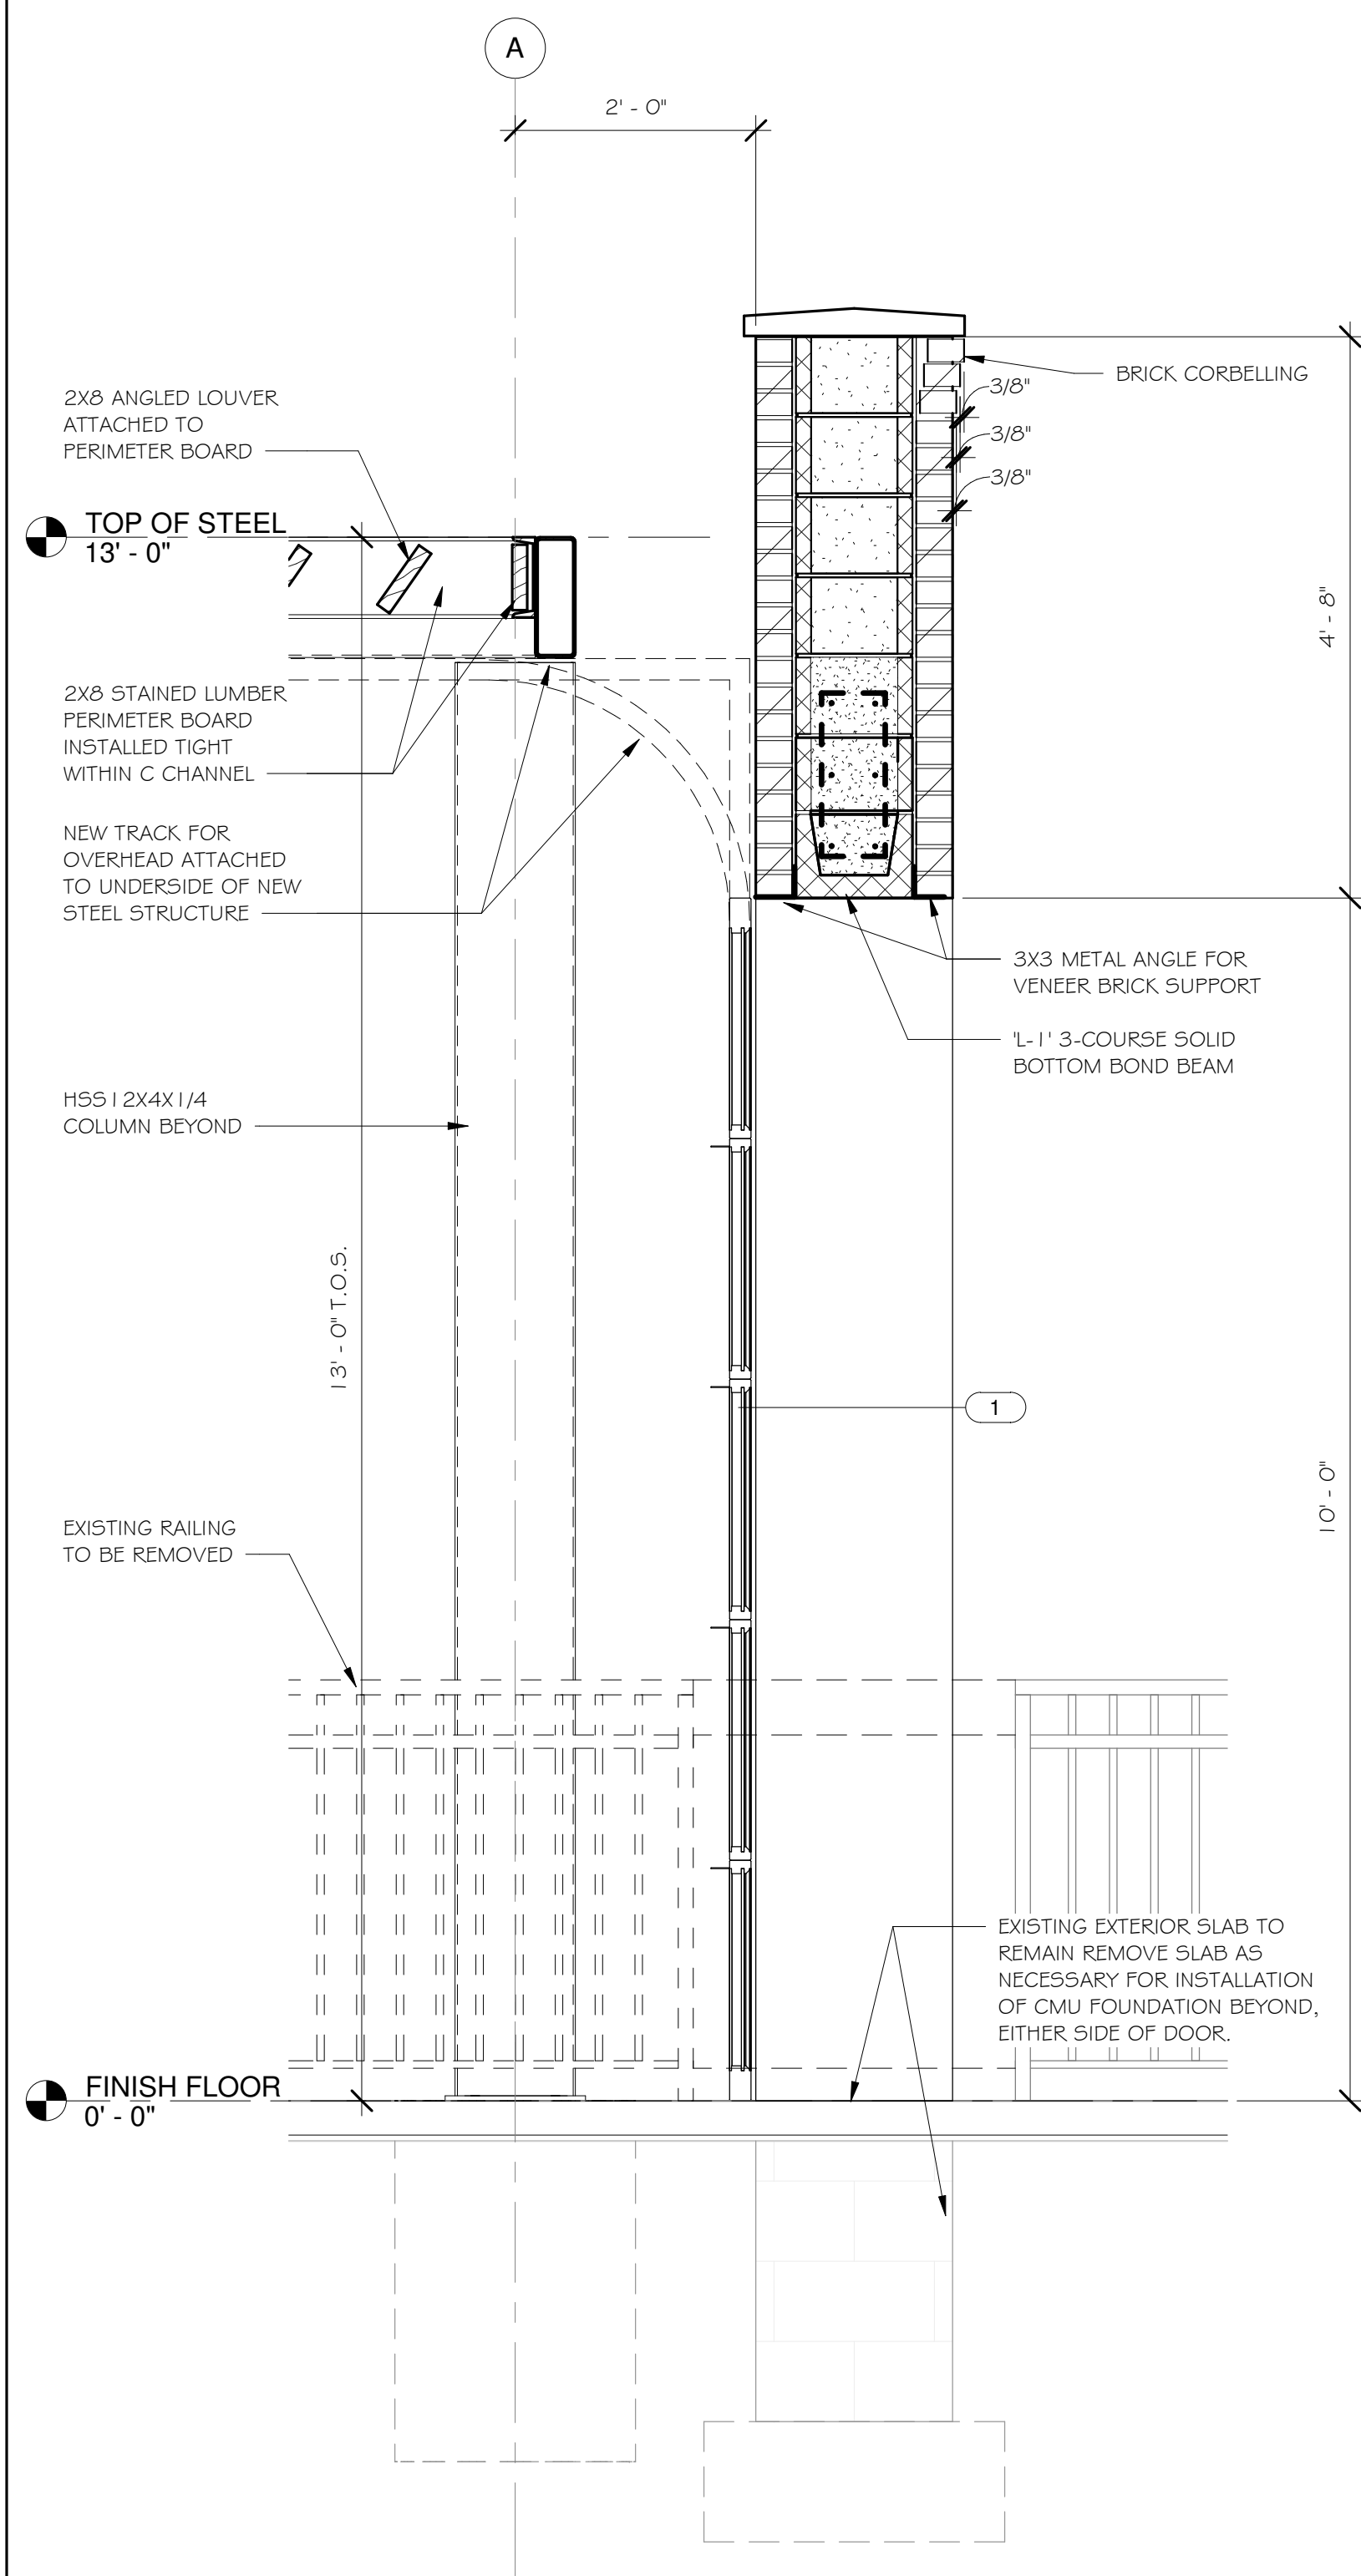 A
2' - 0"
BRICK CORBELLING
3/8"
3/8"
3/8"
4' - 8"
2X8 ANGLED LOUVER
ATTACHED TO
PERIMETER BOARD
TOP OF STEEL
13' - 0"
2X8 STAINED LUMBER
PERIMETER BOARD
INSTALLED TIGHT
WITHIN C CHANNEL
NEW TRACK FOR
OVERHEAD ATTACHED
TO UNDERSIDE OF NEW
STEEL STRUCTURE
3X3 METAL ANGLE FOR
VENEER BRICK SUPPORT
'L-1' 3-COURSE SOLID
BOTTOM BOND BEAM
HSS12X4X1/4
COLUMN BEYOND
13' - 0" T.O.S.
1
10' - 0"
EXISTING RAILING
TO BE REMOVED
EXISTING EXTERIOR SLAB TO
REMAIN REMOVE SLAB AS
NECESSARY FOR INSTALLATION
OF CMU FOUNDATION BEYOND,
EITHER SIDE OF DOOR.
FINISH FLOOR
0' - 0"